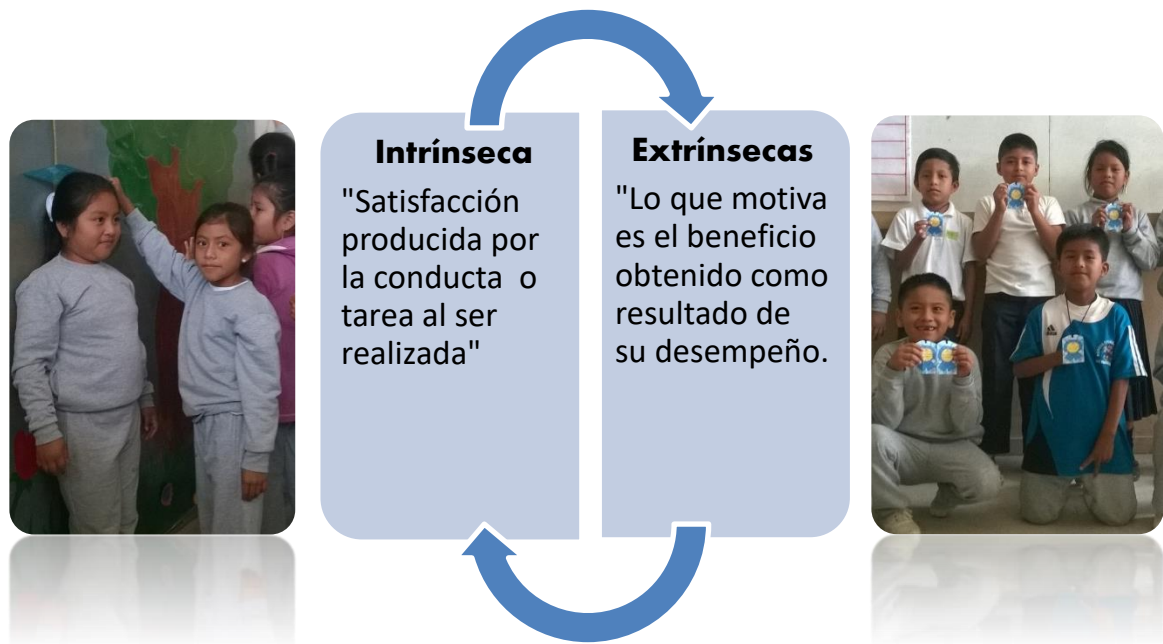 Intrínseca
"Satisfacción
producida por
la conducta  o
tarea al ser
realizada"
Extrínsecas
"Lo que motiva
es el beneficio
obtenido como
resultado de
su desempeño.